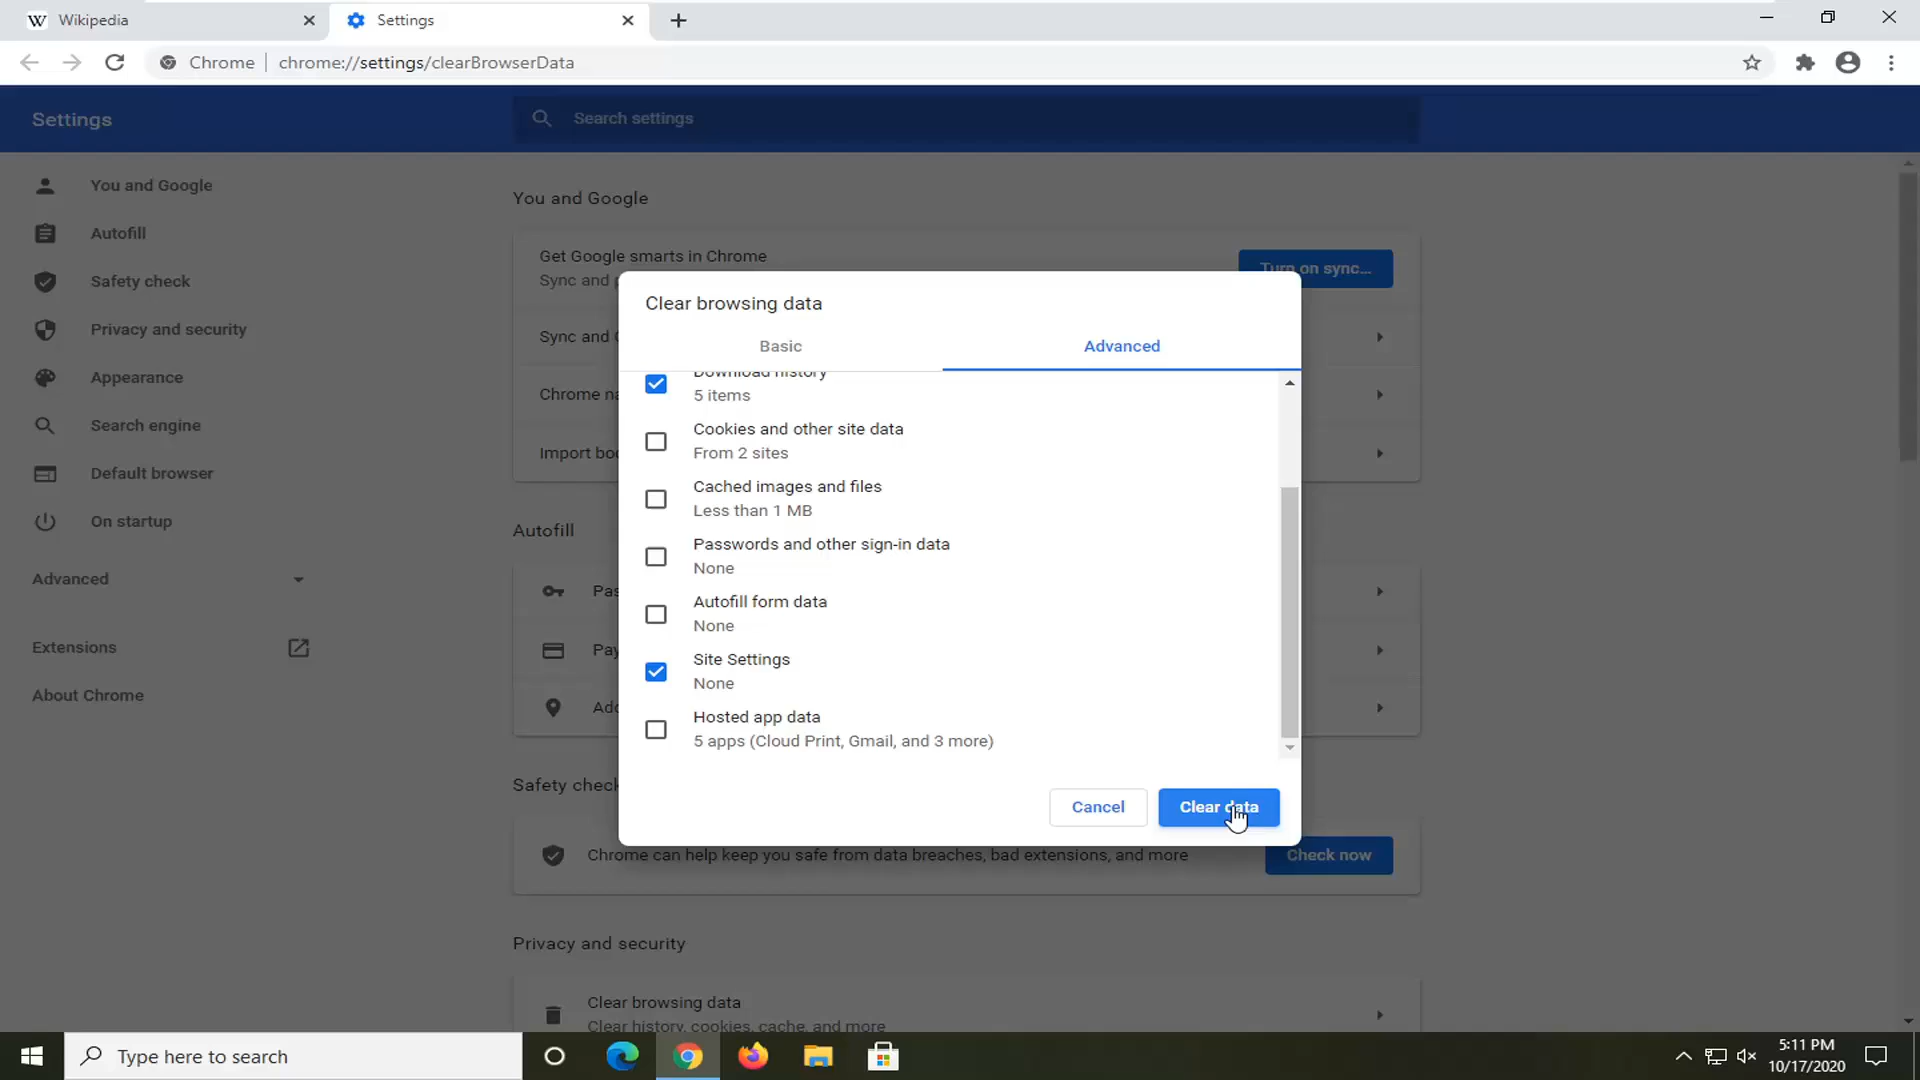 Wikipedia
Settings
Chrome
chrome://settings/clearBrowserData
Settings
Search settings
You and Google
Autofill
Safety check
Privacy and security
Appearance
Search engine
Default browser
On startup
Advanced
Extensions
About Chrome
You and Google
Get Google smarts in Chrome
Sync and
Turn on sync...
Sync and
Chrome
Import
Autofill
Safety check
Chrome can help keep you safe from data breaches, bad extensions, and more
Check now
Privacy and security
Clear browsing data
Clear history, cookies, cache, and more
Clear browsing data
Basic
Advanced
Download history
5 items
Cookies and other site data
From 2 sites
Cached images and files
Less than 1 MB
Passwords and other sign-in data
None
Autofill form data
None
Site Settings
None
Hosted app data
5 apps (Cloud Print, Gmail, and 3 more)
Cancel
Clear data
Type here to search
5:11 PM
10/17/2020